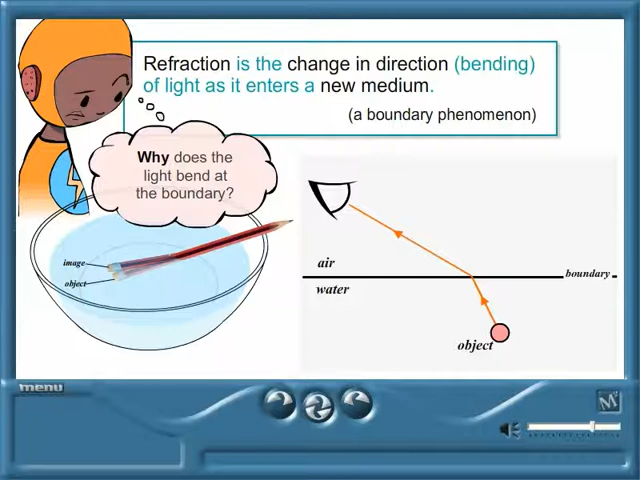 Refraction is the change in direction (bending)
of light as it enters a new medium.
(a boundary phenomenon)
Why does the
light bend at
the boundary?
image
object
air
water
boundary
object
menu
M